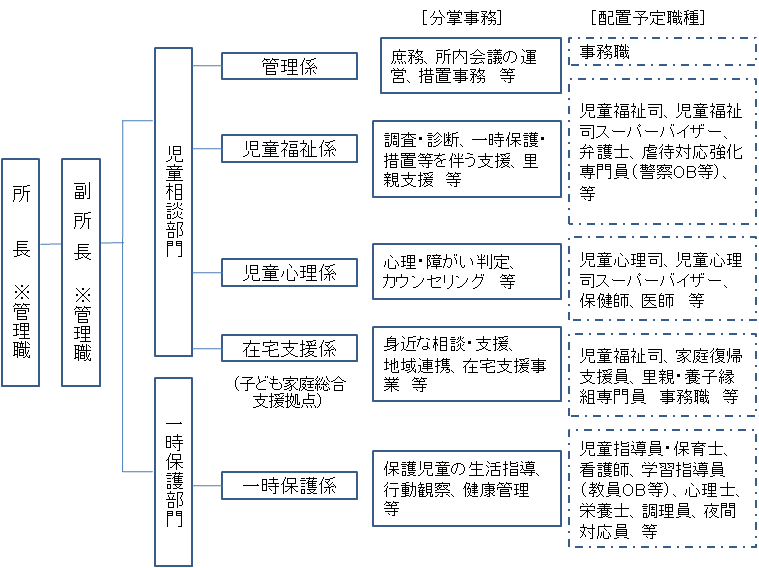 ［分掌事務］
［配置予定職種］
所長　※管理職
副所長　※管理職
児童相談部門
管理係
庶務、所内会議の運
営、措置事務　等
事務職
児童福祉係
調査・診断、一時保護・
措置等を伴う支援、里
親支援　等
児童福祉司、児童福祉
司スーパーバイザー、
弁護士、虐待対応強化
専門員（警察OB等）、
等
児童心理係
心理・障がい判定、
カウンセリング　等
児童心理司、児童心理
司スーパーバイザー、
保健師、医師　等
在宅支援係
（子ども家庭総合
支援拠点）
身近な相談・支援、
地域連携、在宅支援事
業　等
児童福祉司、家庭復帰
支援員、里親・養子縁
組専門員　事務職　等
一時保護部門
一時保護係
保護児童の生活指導、
行動観察、健康管理
等
児童指導員・保育士、
看護師、学習指導員
（教員OB等）、心理士、
栄養士、調理員、夜間
対応員　等